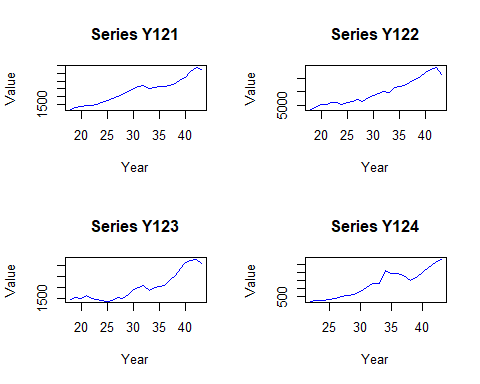 Series Y121
Value
1500
20 25 30 35 40
Year
Series Y122
Value
5000
20 25 30 35 40
Year
Series Y123
Value
1500
20 25 30 35 40
Year
Series Y124
Value
500
25 30 35 40
Year